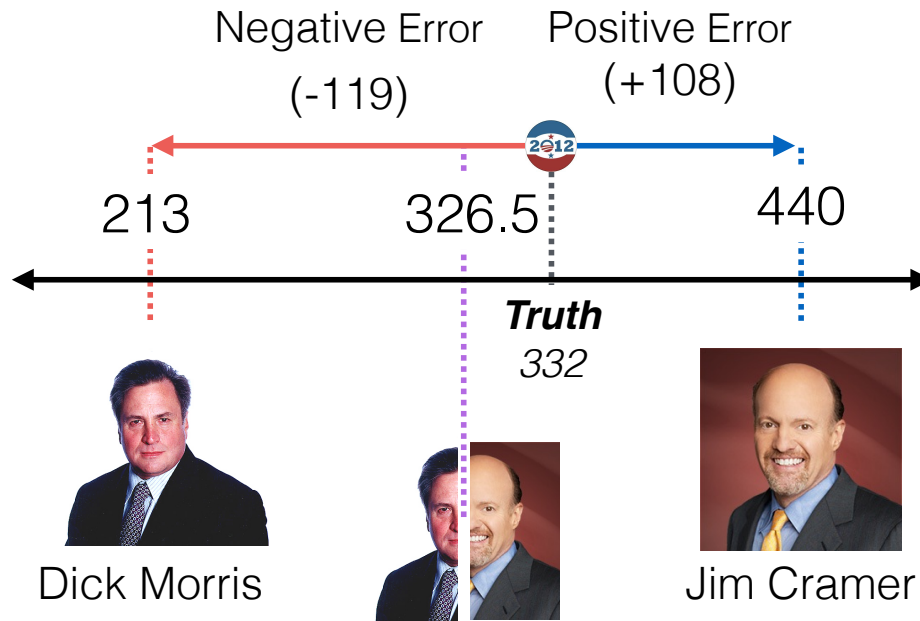 Negative Error
(-119)
Positive Error
(+108)
2012
213
326.5
440
Truth
332
Dick Morris
Jim Cramer